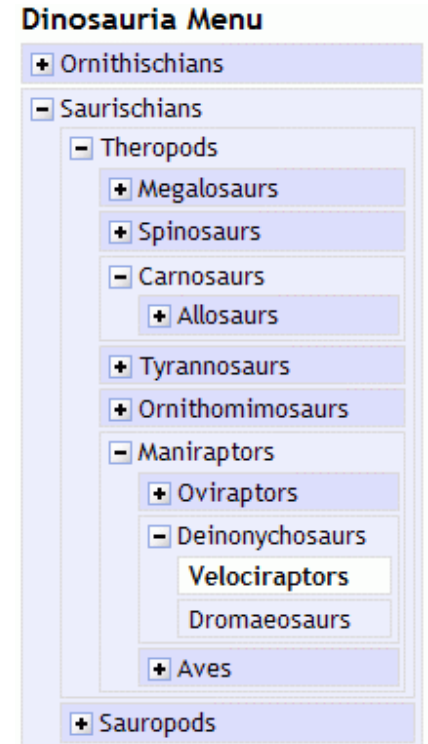 Dinosauria Menu
Ornithischians
Saurischians
Theropods
Megalosaurs
Spinosaurs
Carnosaurs
Allosaurs
Tyrannosaurs
Ornithomimosaurs
Maniraptors
Oviraptors
Deinonychosaurs
Velociraptors
Dromaeosaurs
Aves
Sauropods